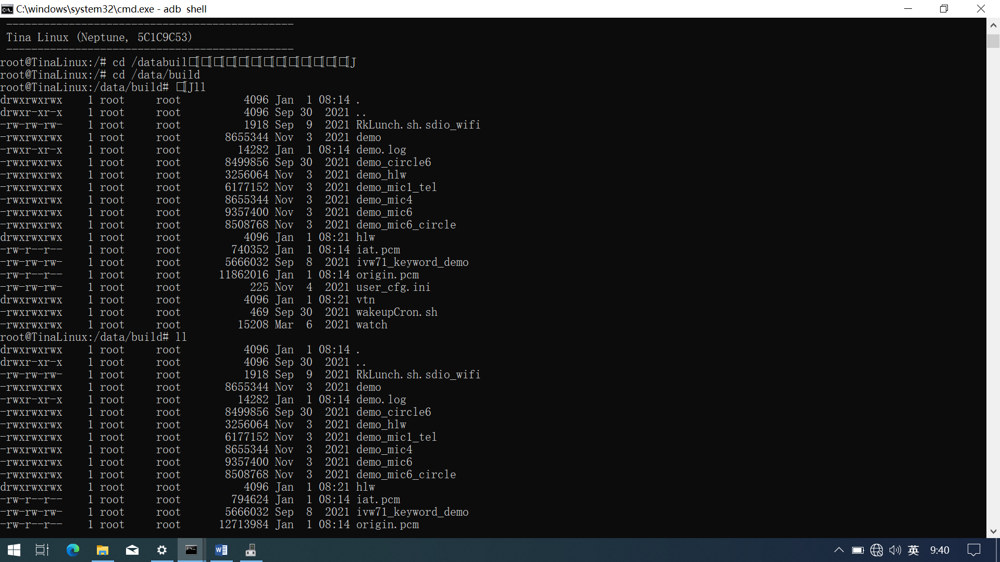 C:\windows\system32\cmd.exe - adb  shell
----------------------------------------------
Tina Linux (Neptune, 5C1C9C53)
----------------------------------------------
root@TinaLinux:/# cd /databuil□[□[□[□[□[□[□[□[□[□[□[□[□[J
root@TinaLinux:/# cd /data/build
root@TinaLinux:/data/build# □[Jll
drwxrwxrwx    1 root     root          4096 Jan  1 08:14 .
drwxr-xr-x    1 root     root          4096 Sep 30  2021 ..
-rw-rw-rw-    1 root     root          1918 Sep  9  2021 RkLunch.sh.sdio_wifi
-rwxrwxrwx    1 root     root       8655344 Nov  3  2021 demo
-rwxr-xr-x    1 root     root         14282 Jan  1 08:14 demo.log
-rwxrwxrwx    1 root     root       8499856 Sep 30  2021 demo_circle6
-rwxrwxrwx    1 root     root       3256064 Nov  3  2021 demo_hlw
-rwxrwxrwx    1 root     root       6177152 Nov  3  2021 demo_mic1_tel
-rwxrwxrwx    1 root     root       8655344 Nov  3  2021 demo_mic4
-rwxrwxrwx    1 root     root       9357400 Nov  3  2021 demo_mic6
-rwxrwxrwx    1 root     root       8508768 Nov  3  2021 demo_mic6_circle
drwxrwxrwx    1 root     root          4096 Jan  1 08:21 hlw
-rw-r--r--    1 root     root        740352 Jan  1 08:14 iat.pcm
-rw-rw-rw-    1 root     root       5666032 Sep  8  2021 ivw71_keyword_demo
-rw-r--r--    1 root     root      11862016 Jan  1 08:14 origin.pcm
-rw-rw-rw-    1 root     root           225 Nov  4  2021 user_cfg.ini
drwxrwxrwx    1 root     root          4096 Jan  1 08:21 vtn
-rwxrwxrwx    1 root     root           469 Sep 30  2021 wakeupCron.sh
-rwxrwxrwx    1 root     root         15208 Mar  6  2021 watch
root@TinaLinux:/data/build# ll
drwxrwxrwx    1 root     root          4096 Jan  1 08:14 .
drwxr-xr-x    1 root     root          4096 Sep 30  2021 ..
-rw-rw-rw-    1 root     root          1918 Sep  9  2021 RkLunch.sh.sdio_wifi
-rwxrwxrwx    1 root     root       8655344 Nov  3  2021 demo
-rwxr-xr-x    1 root     root         14282 Jan  1 08:14 demo.log
-rwxrwxrwx    1 root     root       8499856 Sep 30  2021 demo_circle6
-rwxrwxrwx    1 root     root       3256064 Nov  3  2021 demo_hlw
-rwxrwxrwx    1 root     root       6177152 Nov  3  2021 demo_mic1_tel
-rwxrwxrwx    1 root     root       8655344 Nov  3  2021 demo_mic4
-rwxrwxrwx    1 root     root       9357400 Nov  3  2021 demo_mic6
-rwxrwxrwx    1 root     root       8508768 Nov  3  2021 demo_mic6_circle
drwxrwxrwx    1 root     root          4096 Jan  1 08:21 hlw
-rw-r--r--    1 root     root        794624 Jan  1 08:14 iat.pcm
-rw-rw-rw-    1 root     root       5666032 Sep  8  2021 ivw71_keyword_demo
-rw-r--r--    1 root     root      12713984 Jan  1 08:14 origin.pcm
英 9:40